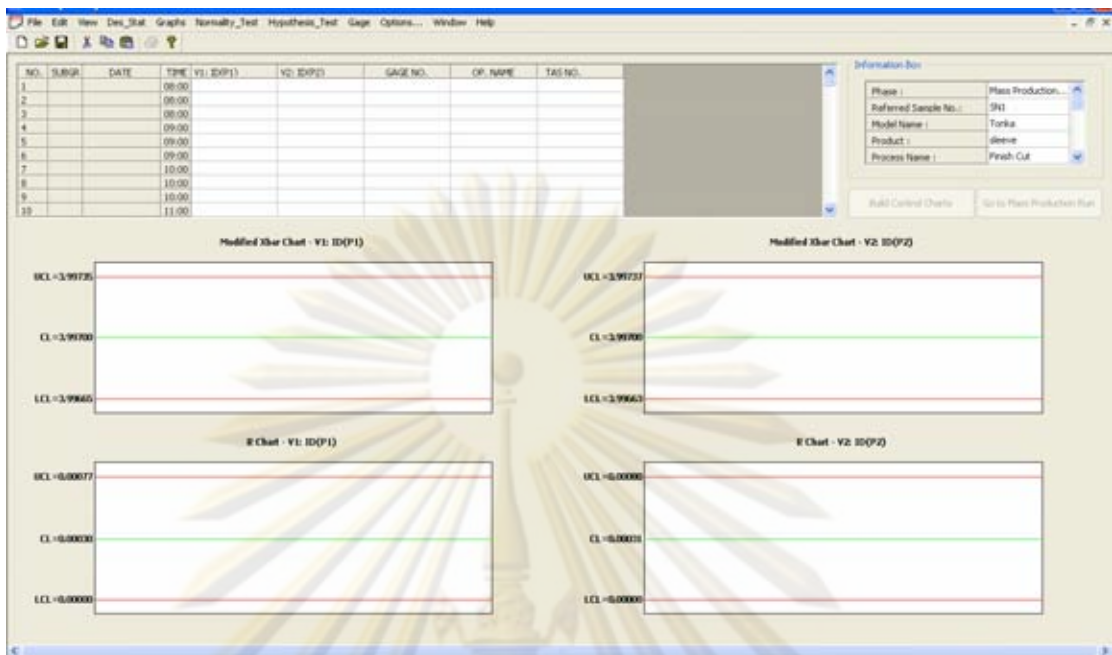 File Edit View Des_Stat Graphs Normality_Test Hypothesis_Test Gage Options... Window Help
NO. SUBGR. DATE TIME V1: ID(P1) V2: ID(P2) GAGE NO. OP. NAME TAS NO.
1 08:00
2 08:00
3 08:00
4 09:00
5 09:00
6 09:00
7 10:00
8 10:00
9 10:00
10 11:00
Information Box
Phase : Mass Production...
Referred Sample No.: SN1
Model Name : Tonka
Product : sleeve
Process Name : Finish Cut
Build Control Charts Go to Mass Production Run
Modified Xbar Chart - V1: ID(P1)
UCL=3.99735
CL=3.99700
LCL=3.99665
Modified Xbar Chart - V2: ID(P2)
UCL=3.99737
CL=3.99700
LCL=3.99663
R Chart - V1: ID(P1)
UCL=0.00077
CL=0.00030
LCL=0.00000
R Chart - V2: ID(P2)
CL=0.00031
LCL=0.00000